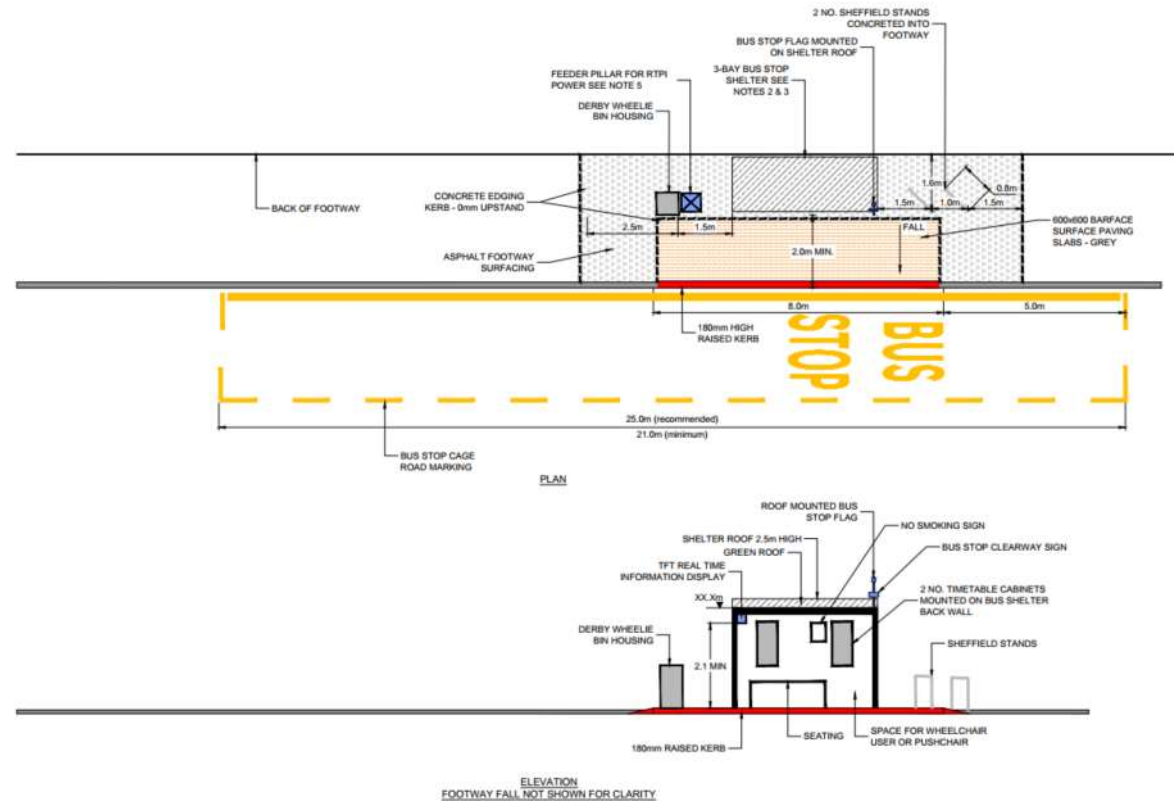 2 NO. SHEFFIELD STANDS
CONCRETED INTO
FOOTWAY
BUS STOP FLAG MOUNTED
ON SHELTER ROOF
3-BAY BUS STOP
SHELTER SEE
NOTES 2 & 3
FEEDER PILLAR FOR RTPI
POWER SEE NOTE 5
DERBY WHEELIE
BIN HOUSING
BACK OF FOOTWAY
CONCRETE EDGING
KERB - 0mm UPSTAND
ASPHALT FOOTWAY
SURFACING
2.5m
1.5m
2.0m MIN.
1.6m
0.8m
1.5m
1.0m
1.5m
FALL
600x600 BARFACE
SURFACE PAVING
SLABS - GREY
180mm HIGH
RAISED KERB
8.0m
5.0m
BUS
STOP
25.0m (recommended)
21.0m (minimum)
BUS STOP CAGE
ROAD MARKING
PLAN
ROOF MOUNTED BUS
STOP FLAG
NO SMOKING SIGN
SHELTER ROOF 2.5m HIGH
GREEN ROOF
BUS STOP CLEARWAY SIGN
TFT REAL TIME
INFORMATION DISPLAY
XX.Xm
2 NO. TIMETABLE CABINETS
MOUNTED ON BUS SHELTER
BACK WALL
DERBY WHEELIE
BIN HOUSING
2.1 MIN
SHEFFIELD STANDS
SEATING
SPACE FOR WHEELCHAIR
USER OR PUSHCHAIR
180mm RAISED KERB
ELEVATION
FOOTWAY FALL NOT SHOWN FOR CLARITY